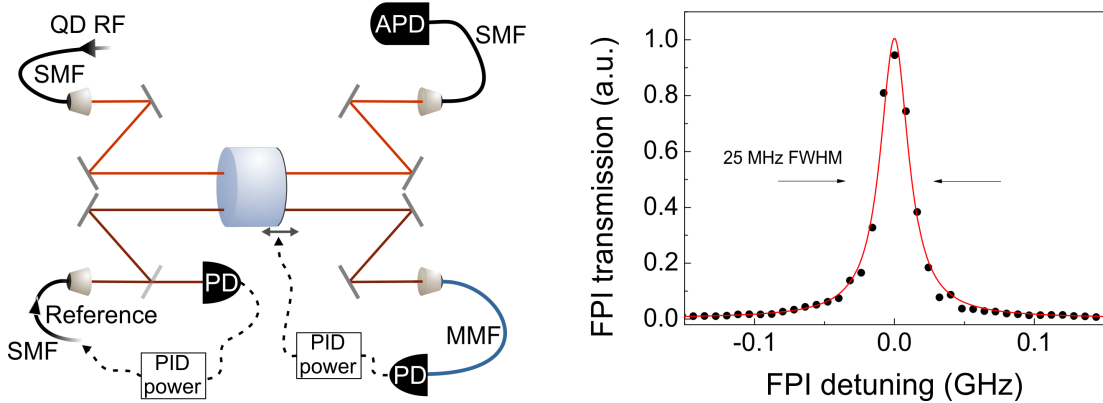 QD RF
SMF
APD
SMF
PD
Reference
SMF
PID
power
PID
power
MMF
PD
FPI transmission (a.u.)
1.0
0.8
0.6
0.4
0.2
0.0
25 MHz FWHM
-0.1
0.0
0.1
FPI detuning (GHz)